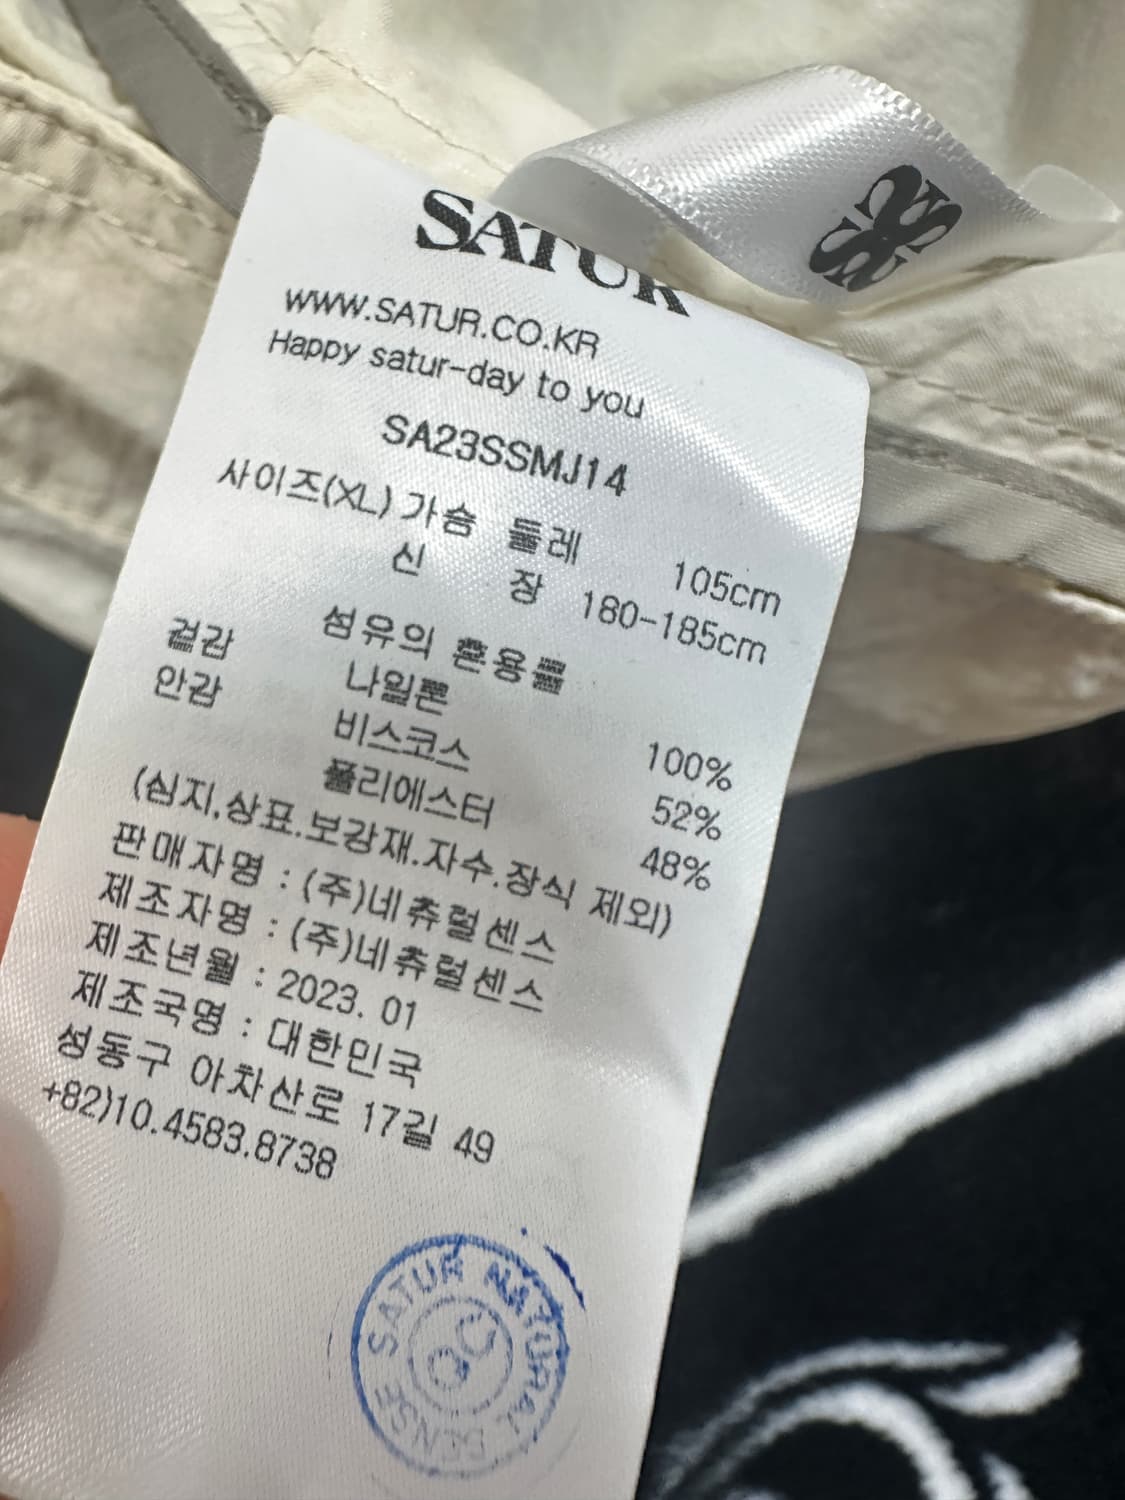 SATUR
WWW.SATUR.CO.KR
Happy satur-day to you
SA23SSMJ14
사이즈(XL) 가슴 둘레 105cm
신 장 180-185cm
섬유의 혼용률
겉감 나일론 100%
안감 비스코스 52%
폴리에스터 48%
(심지.상표.보강재.자수.장식 제외)
판매자명 : (주)네츄럴센스
제조자명 : (주)네츄럴센스
제조년월 : 2023. 01
제조국명 : 대한민국
성동구 아차산로 17길 49
+82)10.4583.8738
SATUR NATURAL SENSE